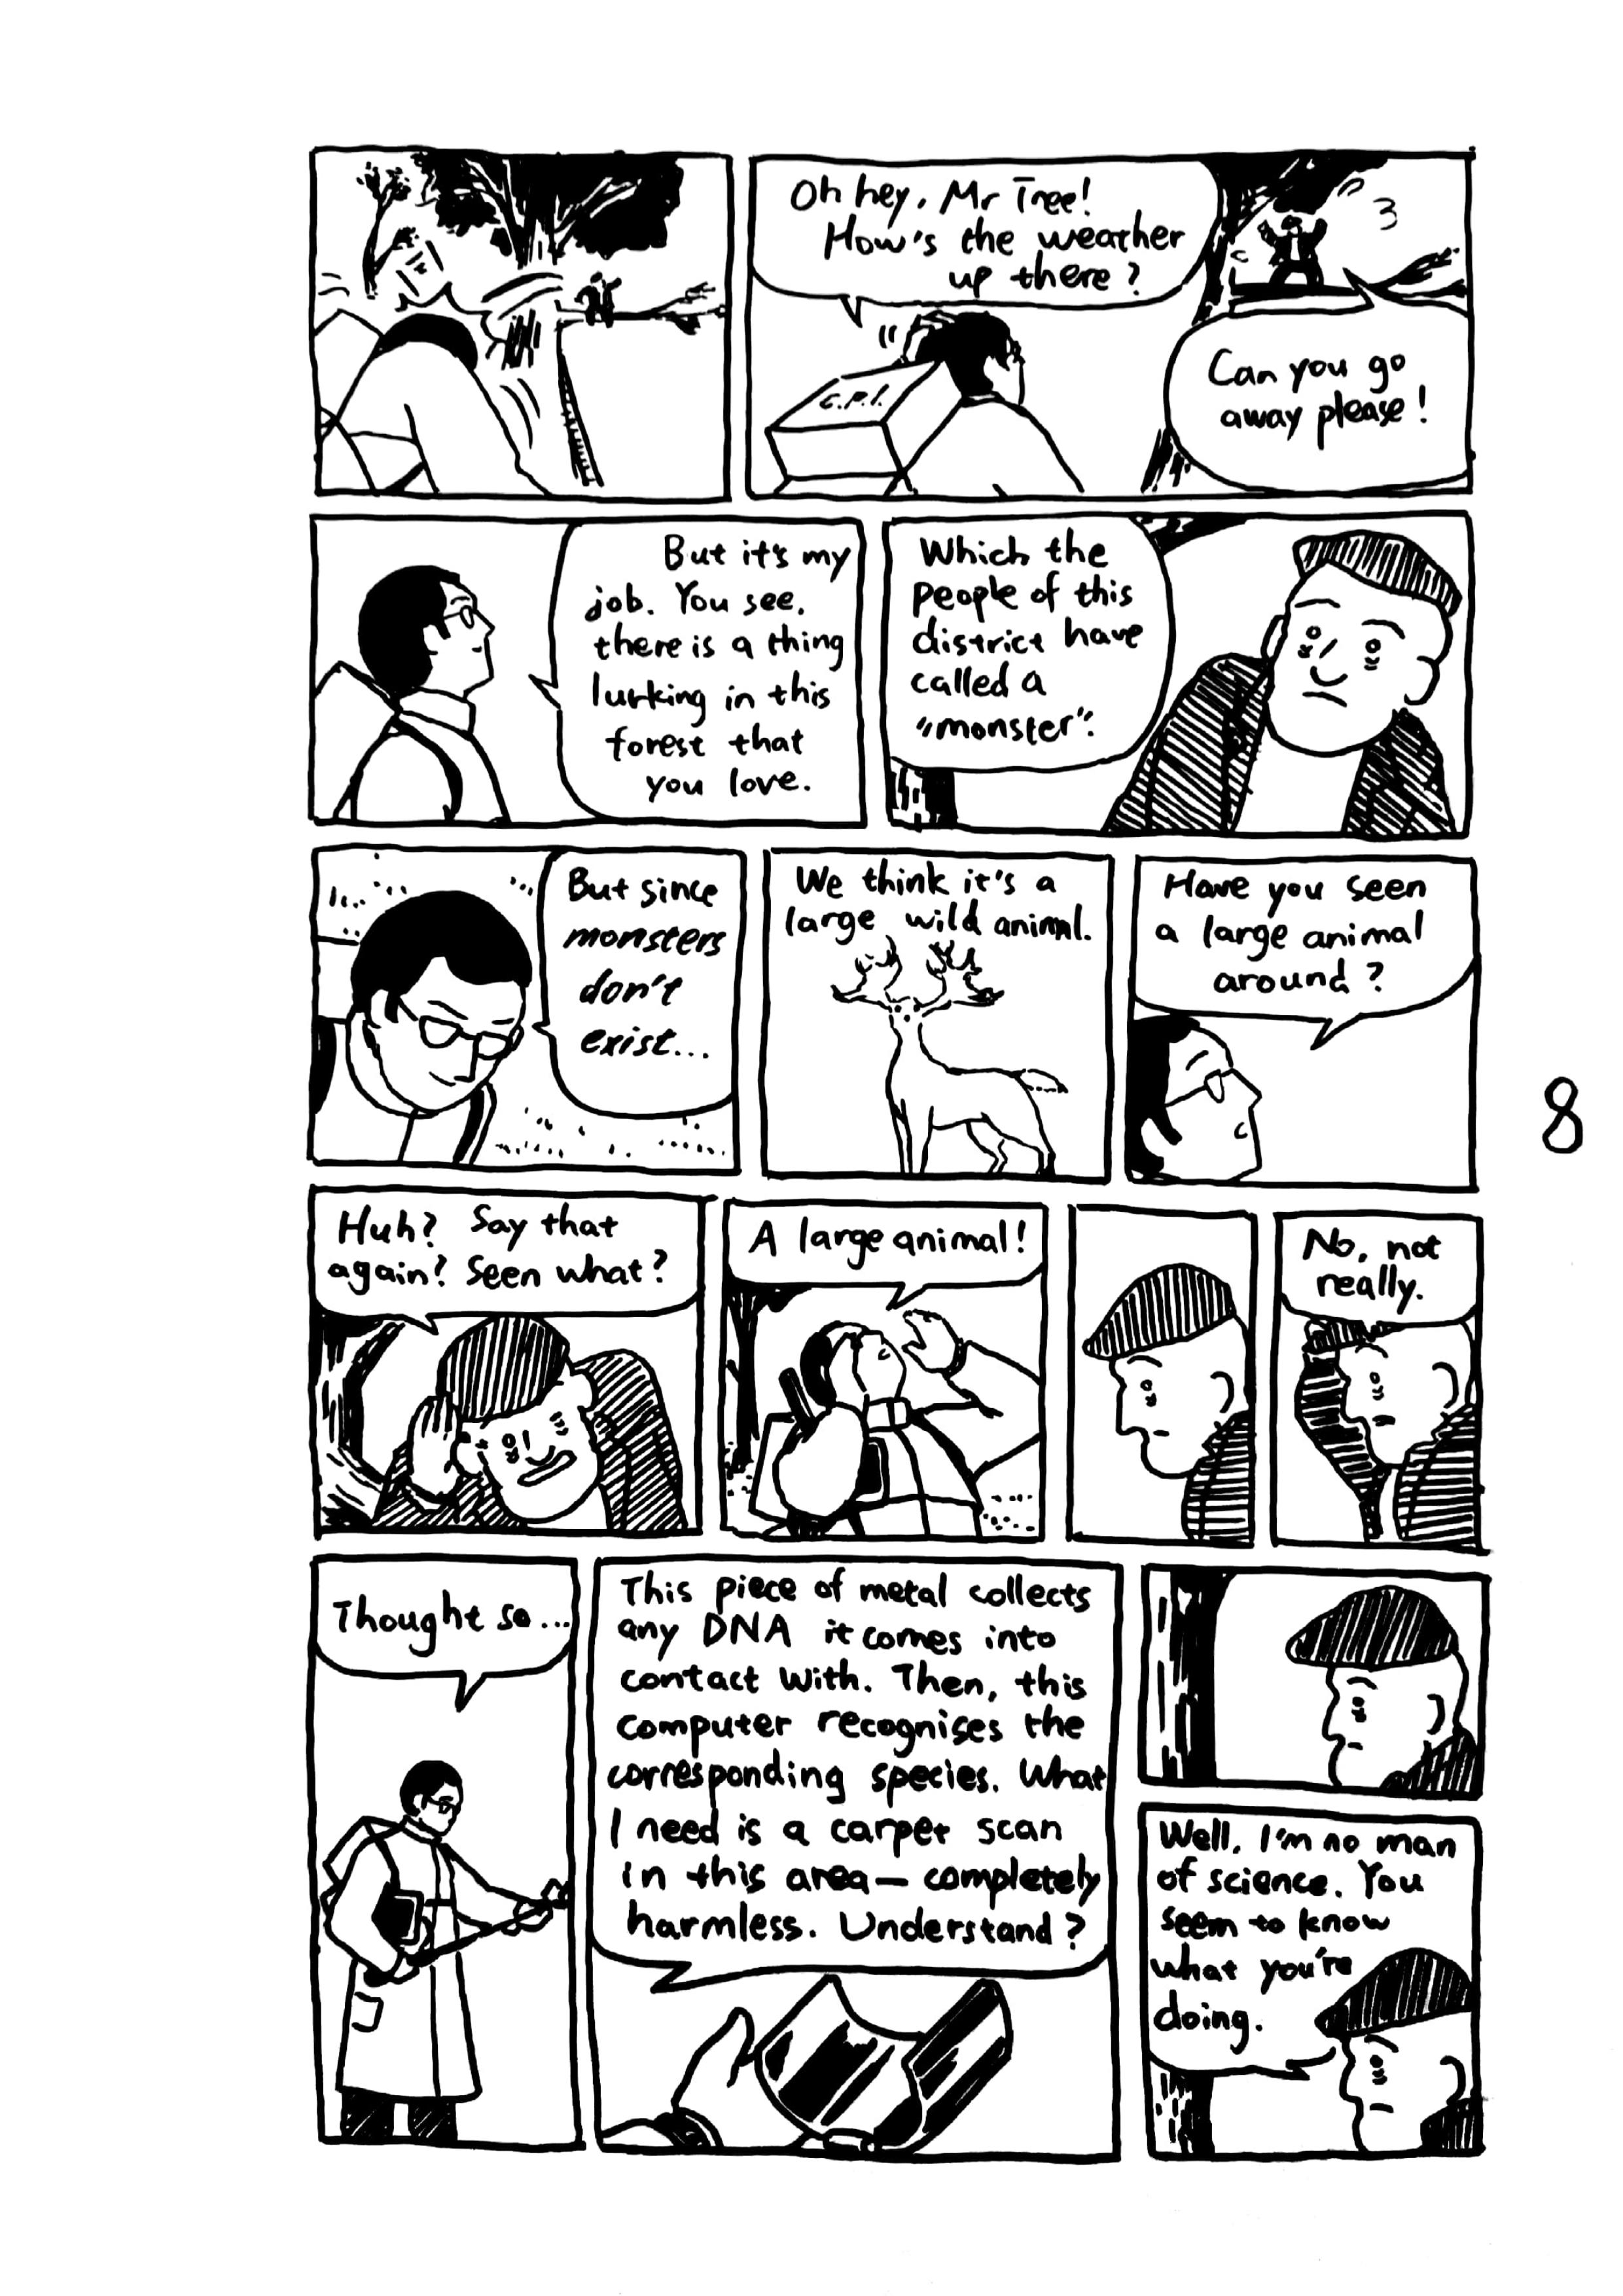 Oh hey, Mr Tree!
How's the weather
up there?
C.P.I.
Can you go
away please!
But it's my
job. You see,
there is a thing
lurking in this
forest that
you love.
Which the
people of this
district have
called a
"monster".
But since
monsters
don't
exist...
We think it's a
large wild animal.
Have you seen
a large animal
around?
8
Huh? Say that
again? Seen what?
A large animal!
No, not
really.
Thought so...
This piece of metal collects
any DNA it comes into
contact with. Then, this
computer recognises the
corresponding species. What
I need is a carpet scan
in this area— completely
harmless. Understand?
Well, I'm no man
of science. You
seem to know
what you're
doing.